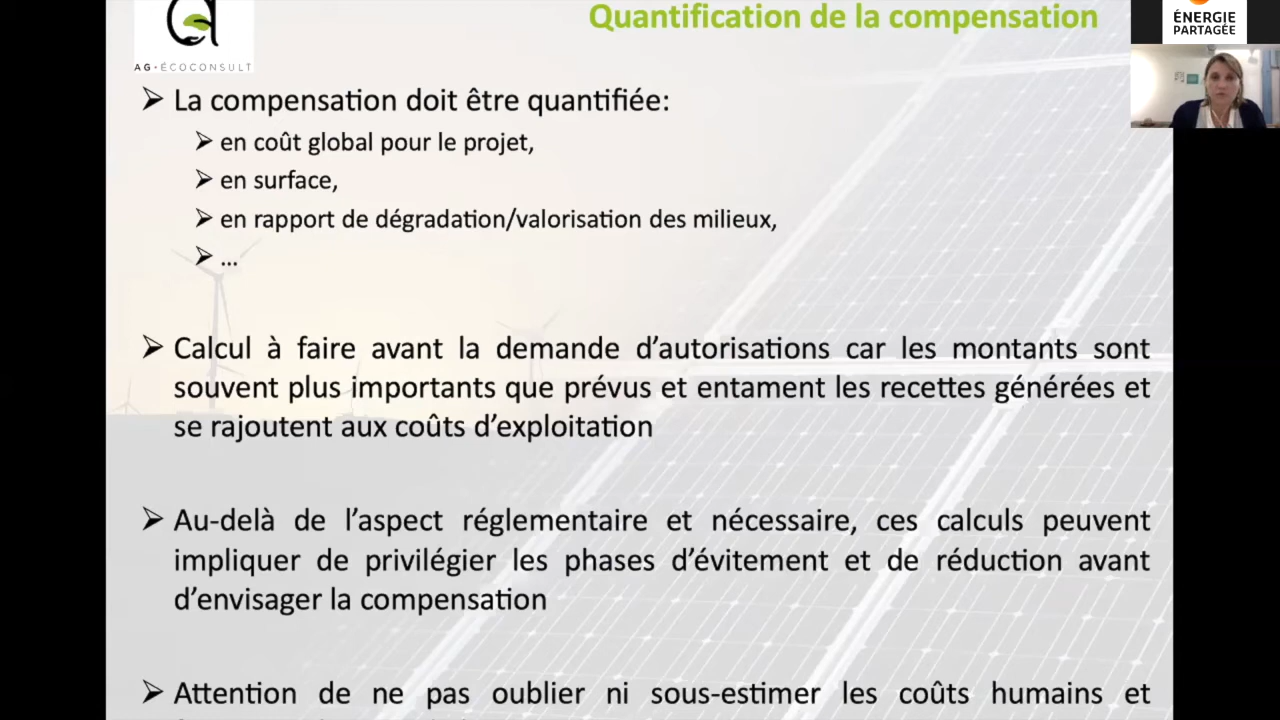 Quantification de la compensation
AG•ÉCOCONSULT
ÉNERGIE
PARTAGÉE
➢ La compensation doit être quantifiée:
➢ en coût global pour le projet,
➢ en surface,
➢ en rapport de dégradation/valorisation des milieux,
➢ ...
➢ Calcul à faire avant la demande d'autorisations car les montants sont
souvent plus importants que prévus et entament les recettes générées et
se rajoutent aux coûts d'exploitation
➢ Au-delà de l'aspect réglementaire et nécessaire, ces calculs peuvent
impliquer de privilégier les phases d'évitement et de réduction avant
d'envisager la compensation
➢ Attention de ne pas oublier ni sous-estimer les coûts humains et